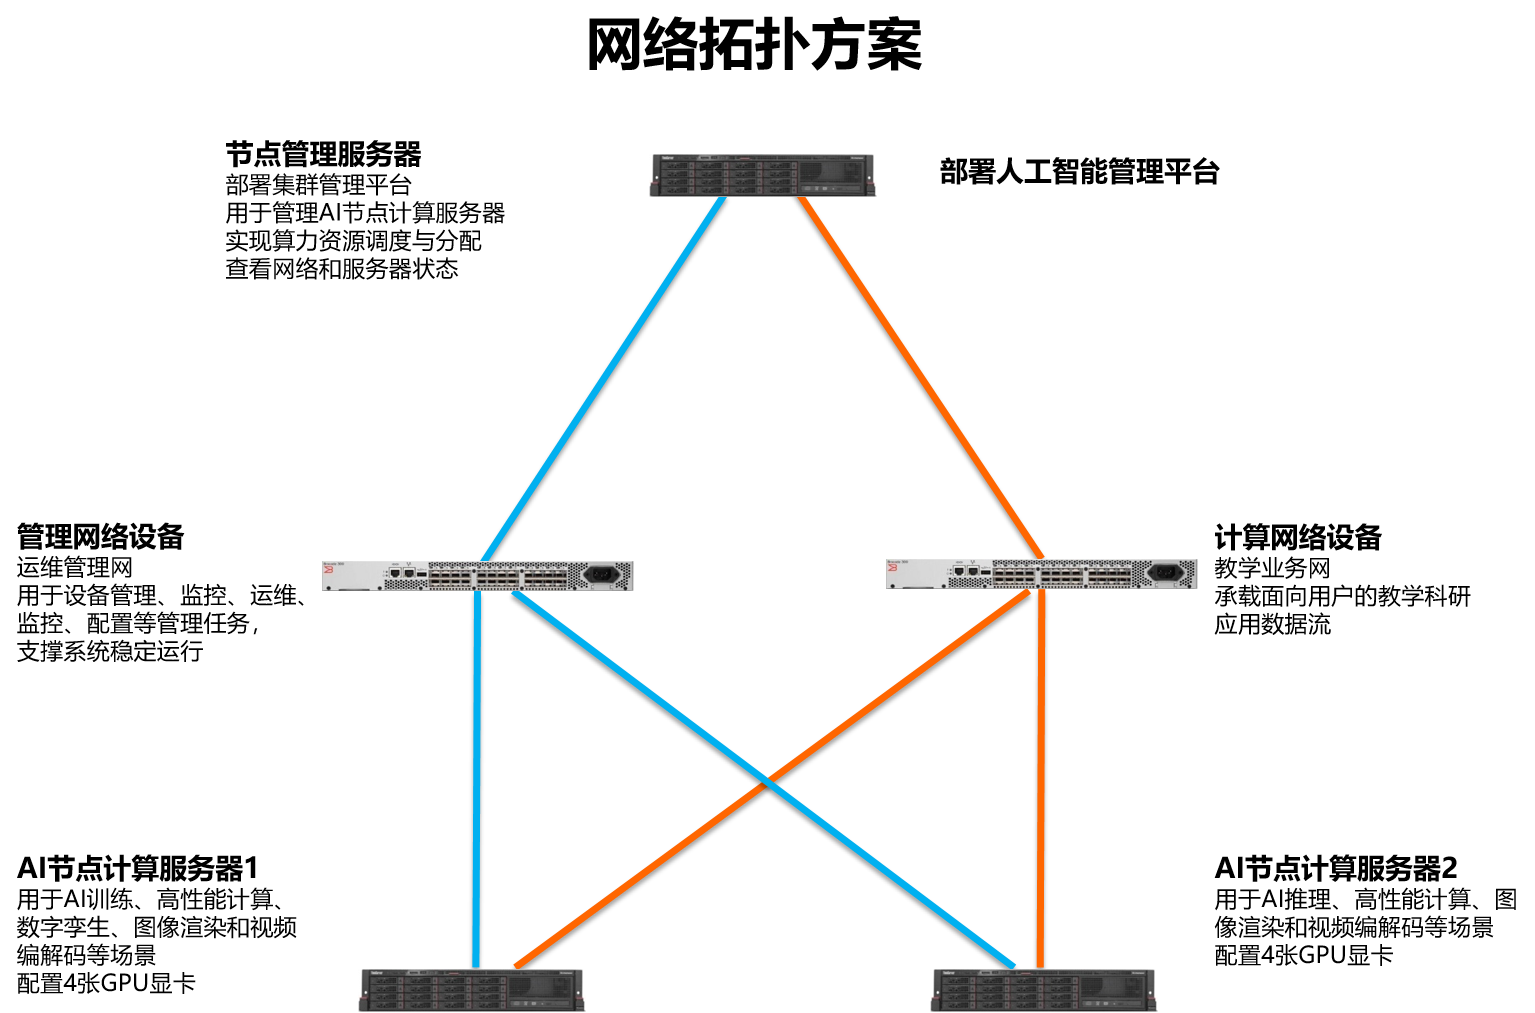 网络拓扑方案
节点管理服务器
部署集群管理平台
用于管理AI节点计算服务器
实现算力资源调度与分配
查看网络和服务器状态
部署人工智能管理平台
管理网络设备
运维管理网
用于设备管理、监控、运维、
监控、配置等管理任务，
支撑系统稳定运行
计算网络设备
教学业务网
承载面向用户的教学科研
应用数据流
AI节点计算服务器1
用于AI训练、高性能计算、
数字孪生、图像渲染和视频
编解码等场景
配置4张GPU显卡
AI节点计算服务器2
用于AI推理、高性能计算、图
像渲染和视频编解码等场景
配置4张GPU显卡